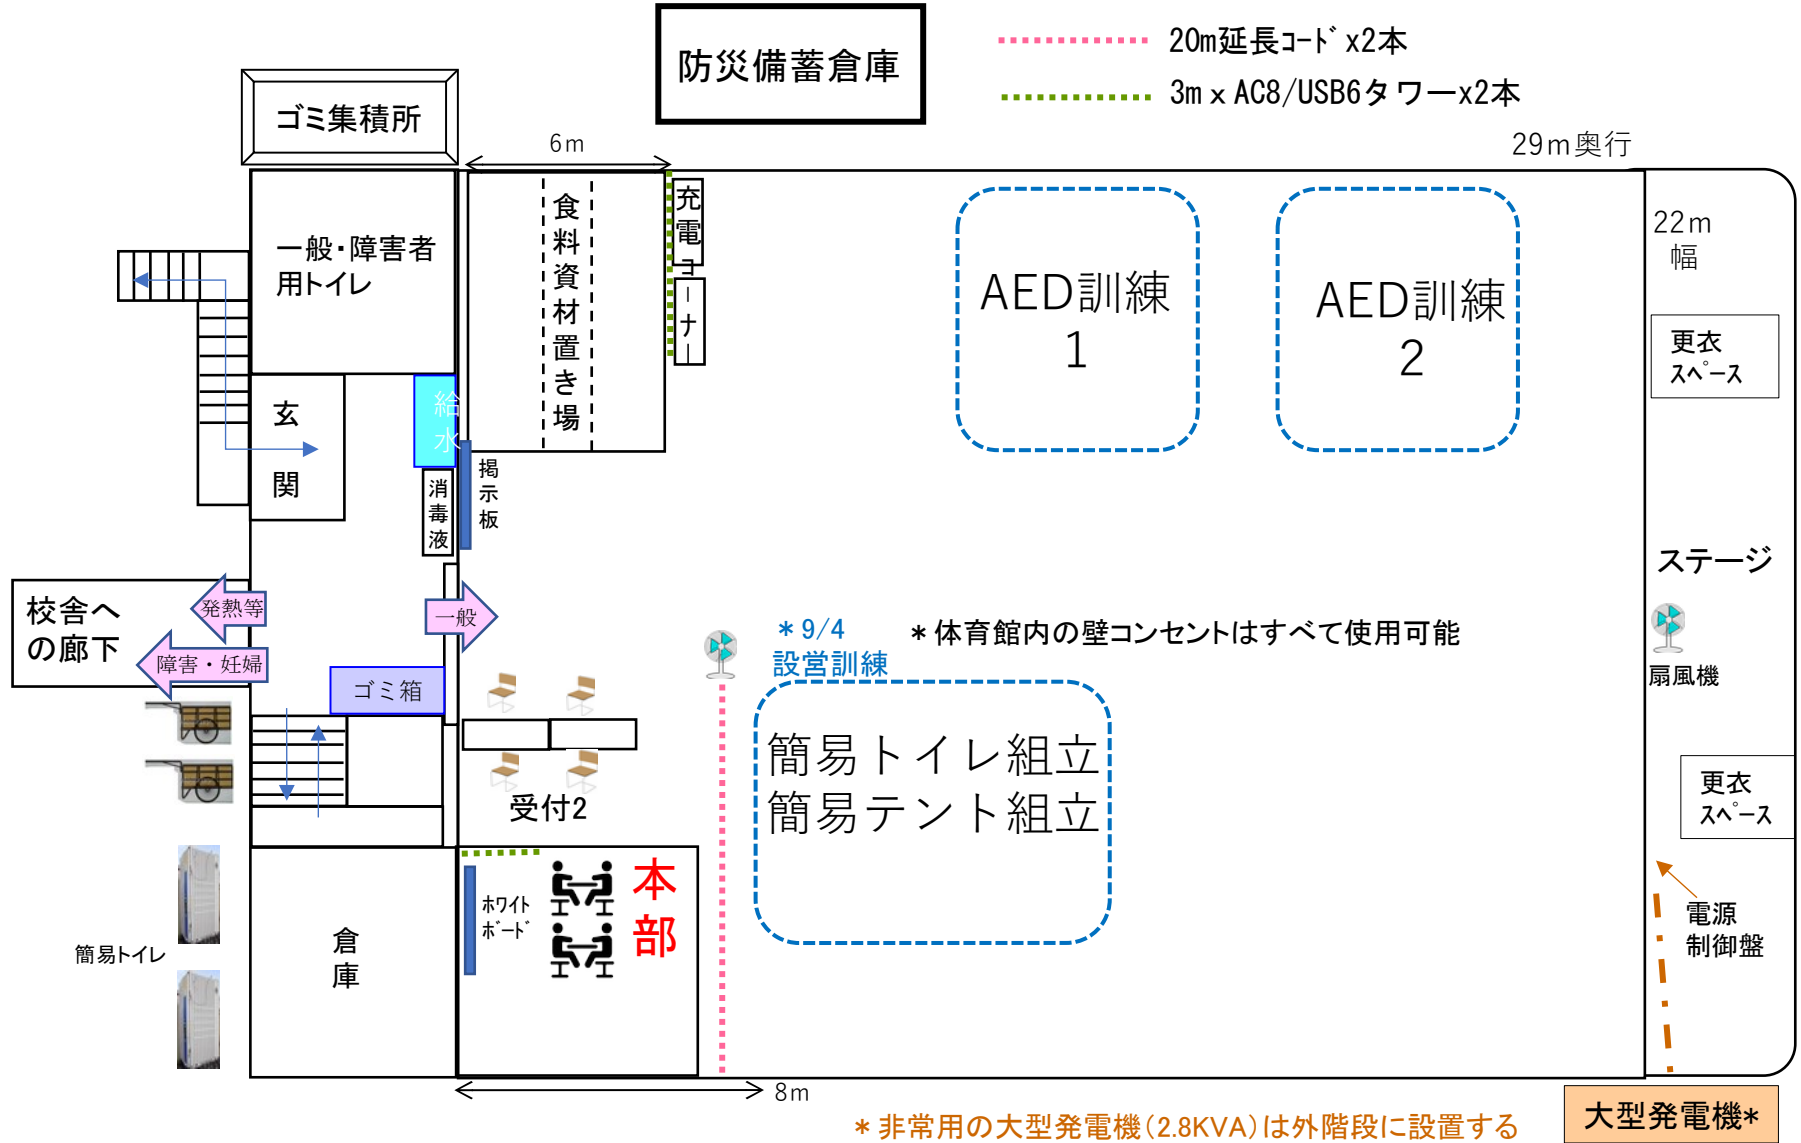 防災備蓄倉庫
20m延長ｺｰﾄﾞx2本
3m x AC8/USB6タワーx2本
ゴミ集積所
6m
29m奥行
一般・障害者
用トイレ
食料資材置き場
充電コーナー
AED訓練
1
AED訓練
2
22m
幅
更衣
ｽﾍﾟｰｽ
玄
関
給水
消毒液
掲示板
ステージ
校舎へ
の廊下
発熱等
一般
障害・妊婦
＊9/4
設営訓練
＊体育館内の壁コンセントはすべて使用可能
扇風機
ゴミ箱
簡易トイレ組立
簡易テント組立
受付2
更衣
ｽﾍﾟｰｽ
本部
ﾎﾜｲﾄ
ﾎﾞｰﾄﾞ
倉庫
簡易トイレ
電源
制御盤
8m
＊非常用の大型発電機（2.8KVA）は外階段に設置する
大型発電機*